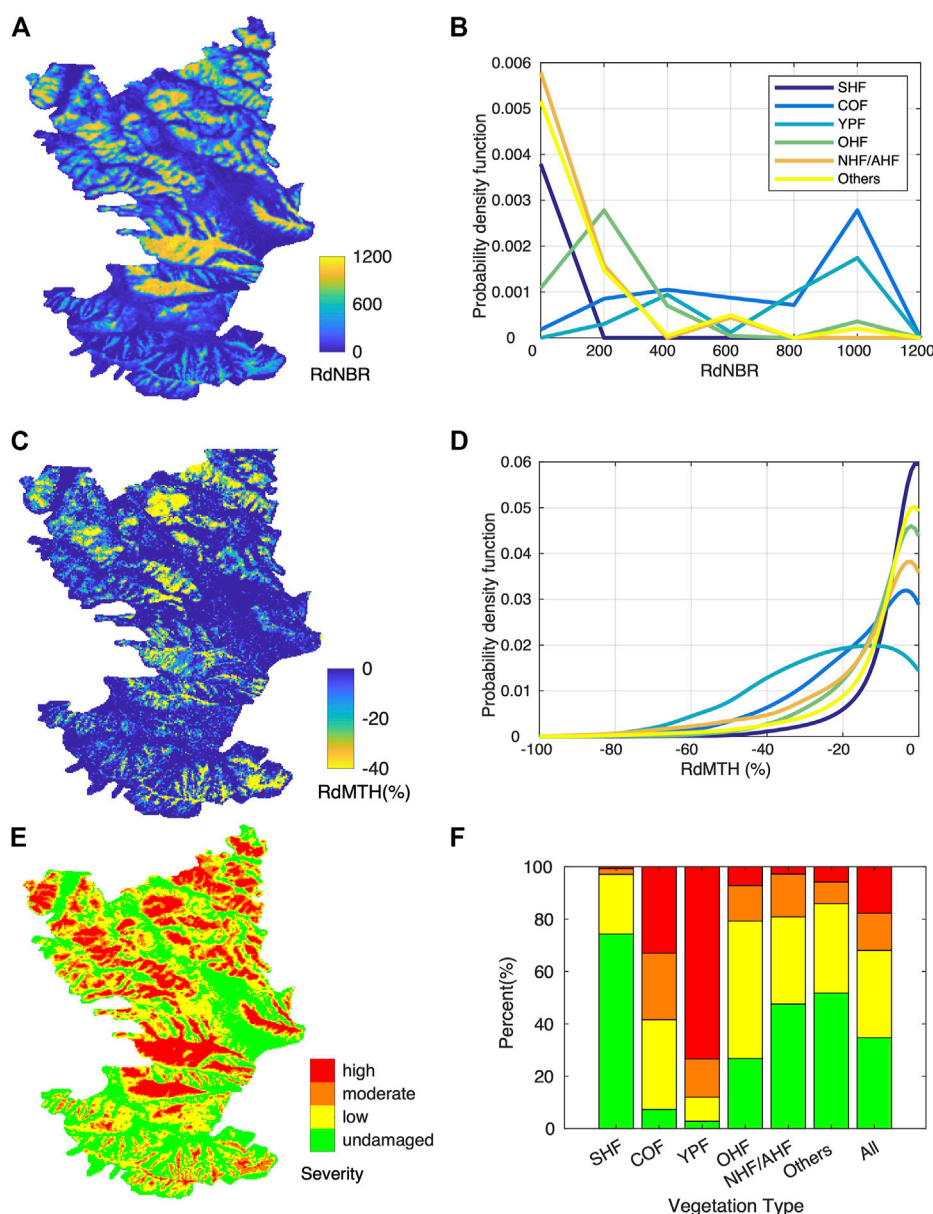 A
1200
600
0
RdNBR
B
0.006
0.005
0.004
0.003
0.002
0.001
0
Probability density function
0 200 400 600 800 1000 1200
RdNBR
SHF
COF
YPF
OHF
NHF/AHF
Others
C
0
-20
-40
RdMTH(%)
D
0.06
0.05
0.04
0.03
0.02
0.01
0
Probability density function
-100 -80 -60 -40 -20 0
RdMTH (%)
E
high
moderate
low
undamaged
Severity
F
100
80
60
40
20
0
Percent(%)
SHF COF YPF OHF NHF/AHF Others All
Vegetation Type